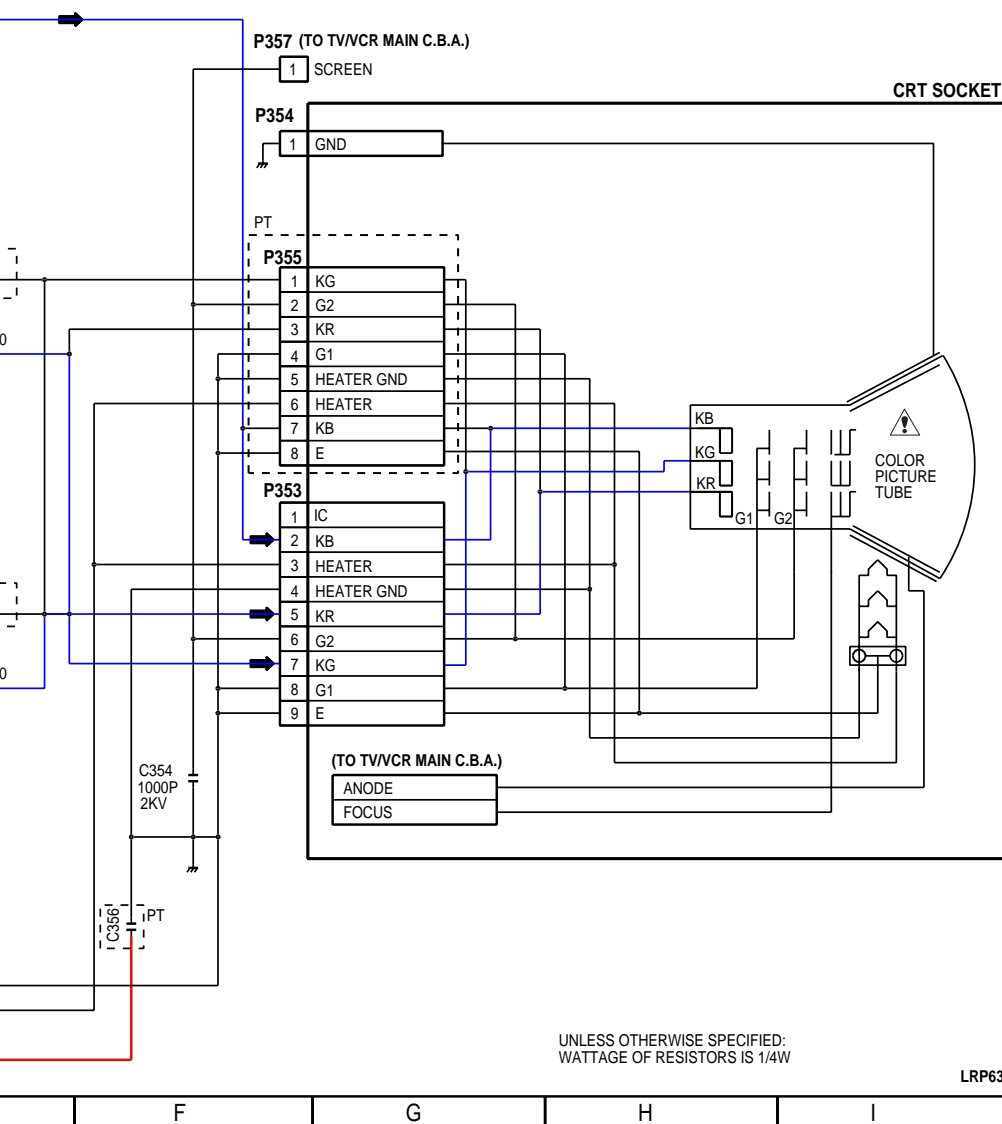 P357 (TO TV/VCR MAIN C.B.A.)
1 SCREEN
CRT SOCKET
P354
1 GND
PT
P355
1 KG
2 G2
3 KR
4 G1
5 HEATER GND
6 HEATER
7 KB
8 E
0
KB
KG
KR
G1 G2
COLOR
PICTURE
TUBE
P353
1 IC
2 KB
3 HEATER
4 HEATER GND
5 KR
6 G2
7 KG
8 G1
9 E
0
(TO TV/VCR MAIN C.B.A.)
ANODE
FOCUS
C354
1000P
2KV
C356
PT
UNLESS OTHERWISE SPECIFIED:
WATTAGE OF RESISTORS IS 1/4W
LRP63
F G H I